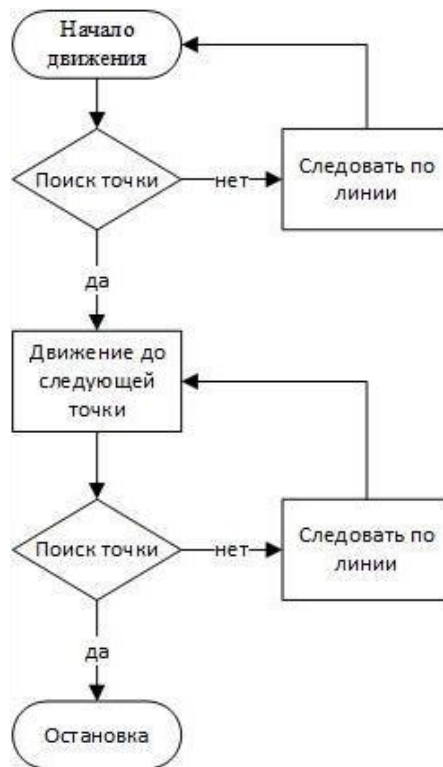 Начало
движения
Поиск точки
нет
Следовать по
линии
да
Движение до
следующей
точки
Поиск точки
нет
Следовать по
линии
да
Остановка